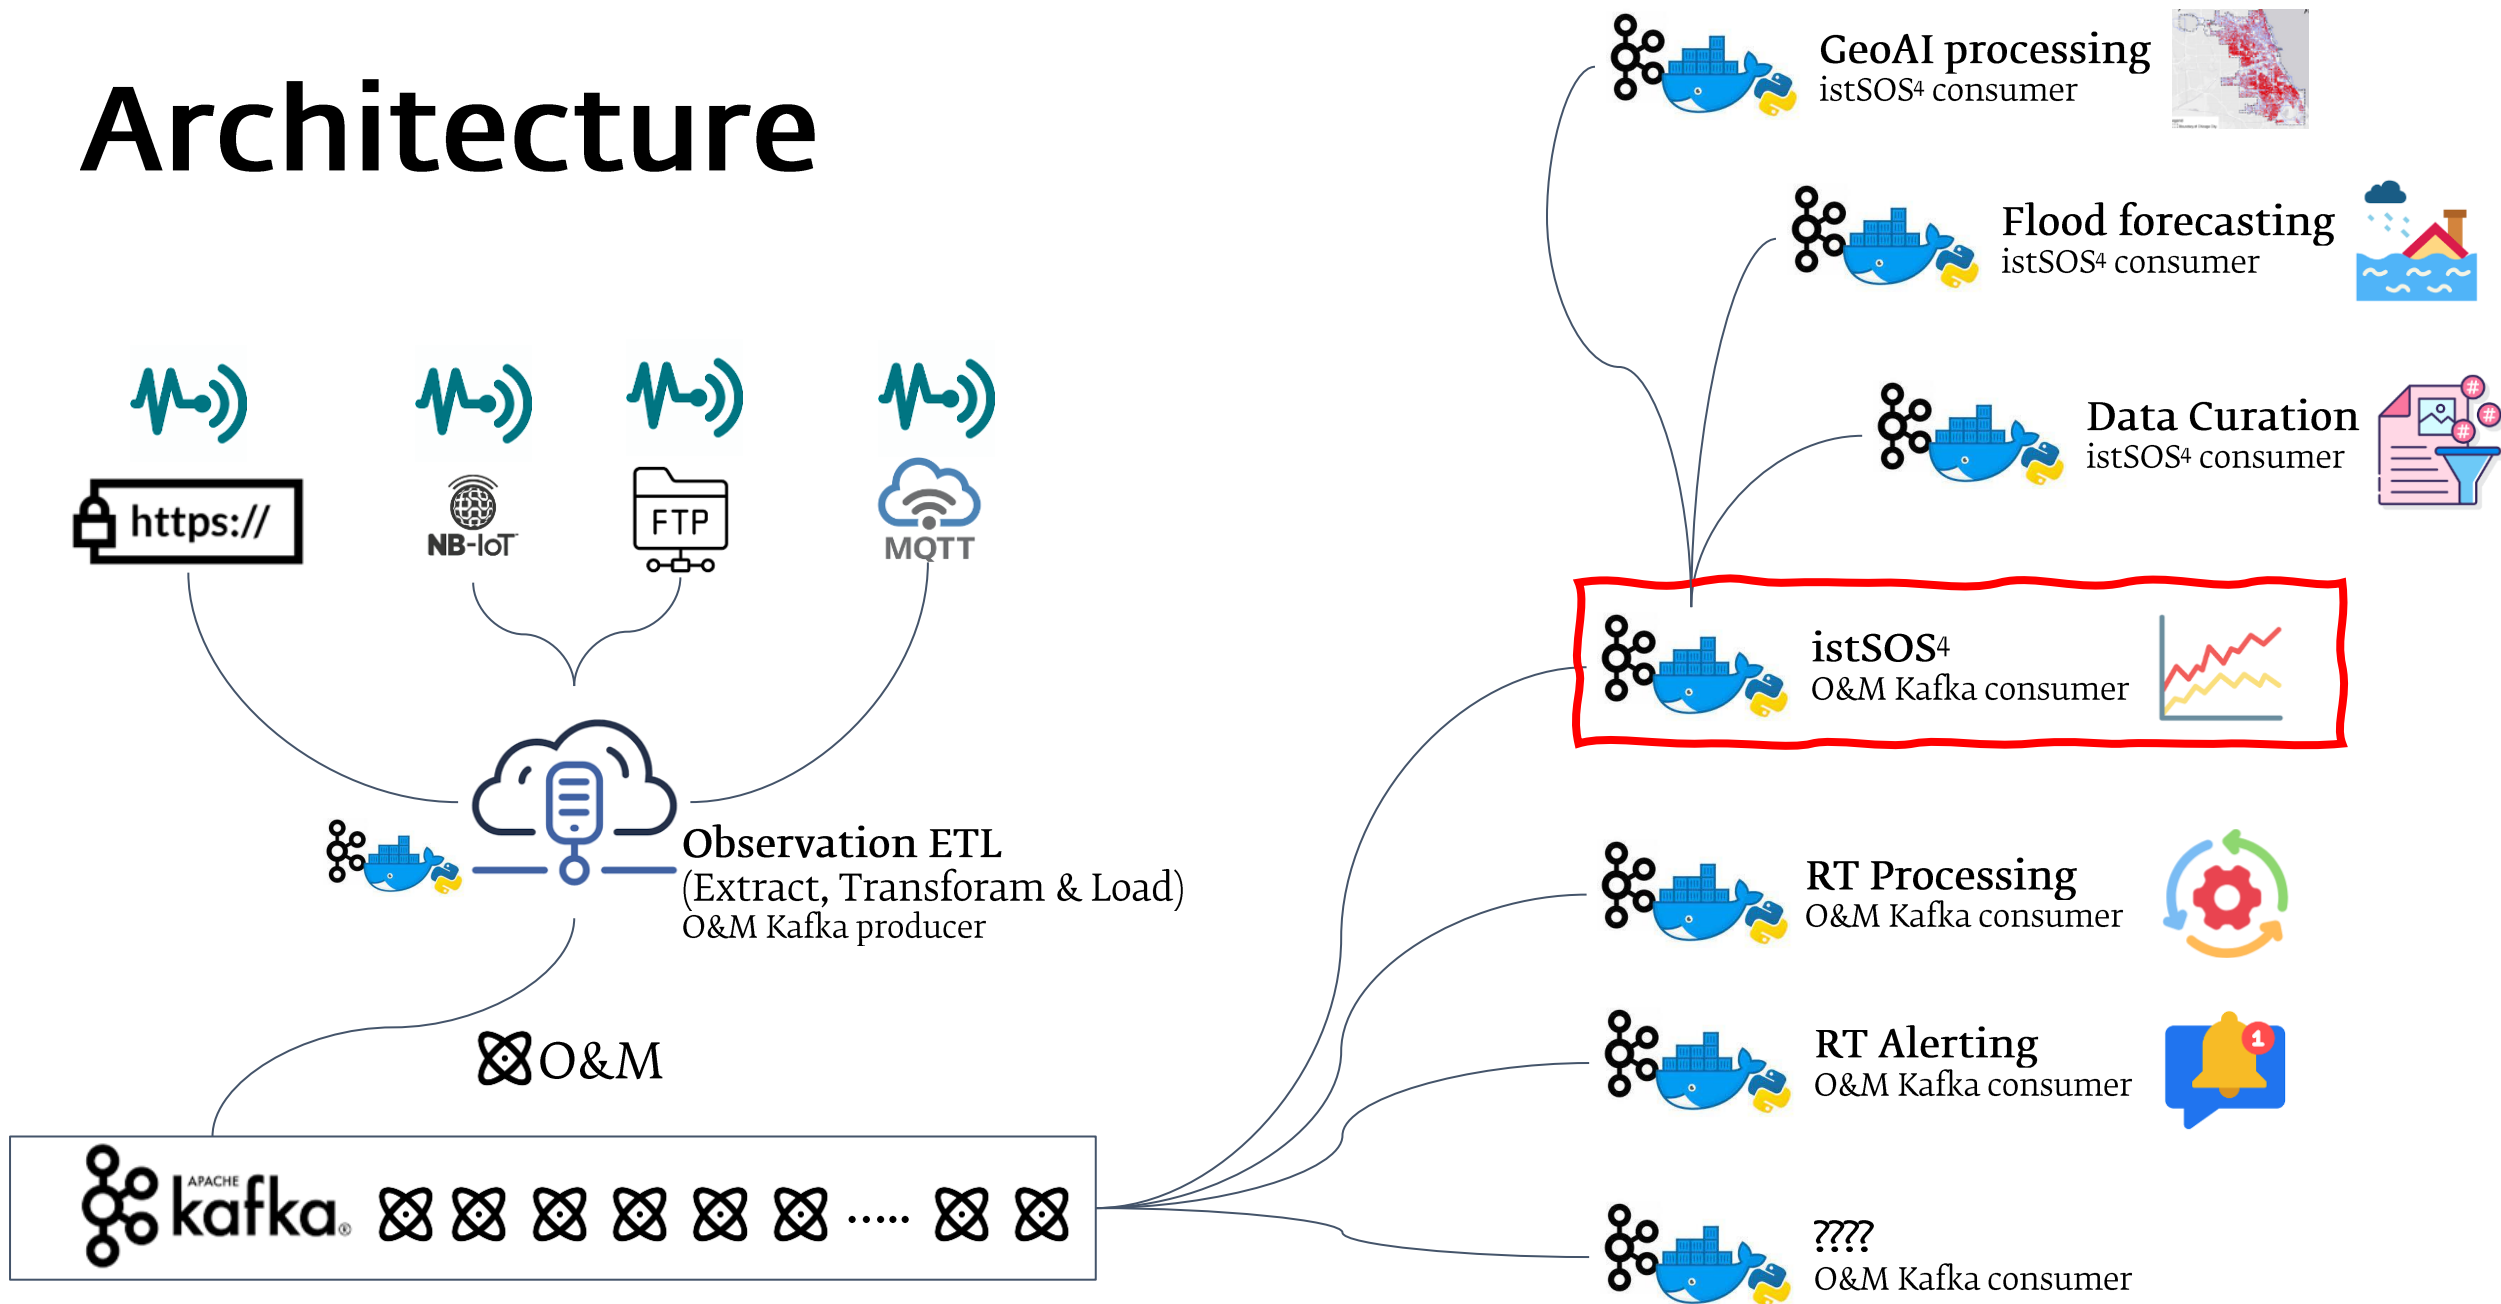 Architecture
GeoAI processing
istSOS⁴ consumer
Flood forecasting
istSOS⁴ consumer
Data Curation
istSOS⁴ consumer
#
#
#
https://
NB-IoT
FTP
MQTT
istSOS⁴
O&M Kafka consumer
Observation ETL
(Extract, Transforam & Load)
O&M Kafka producer
RT Processing
O&M Kafka consumer
RT Alerting
O&M Kafka consumer
1
O&M
APACHE
kafka®
.....
????
O&M Kafka consumer